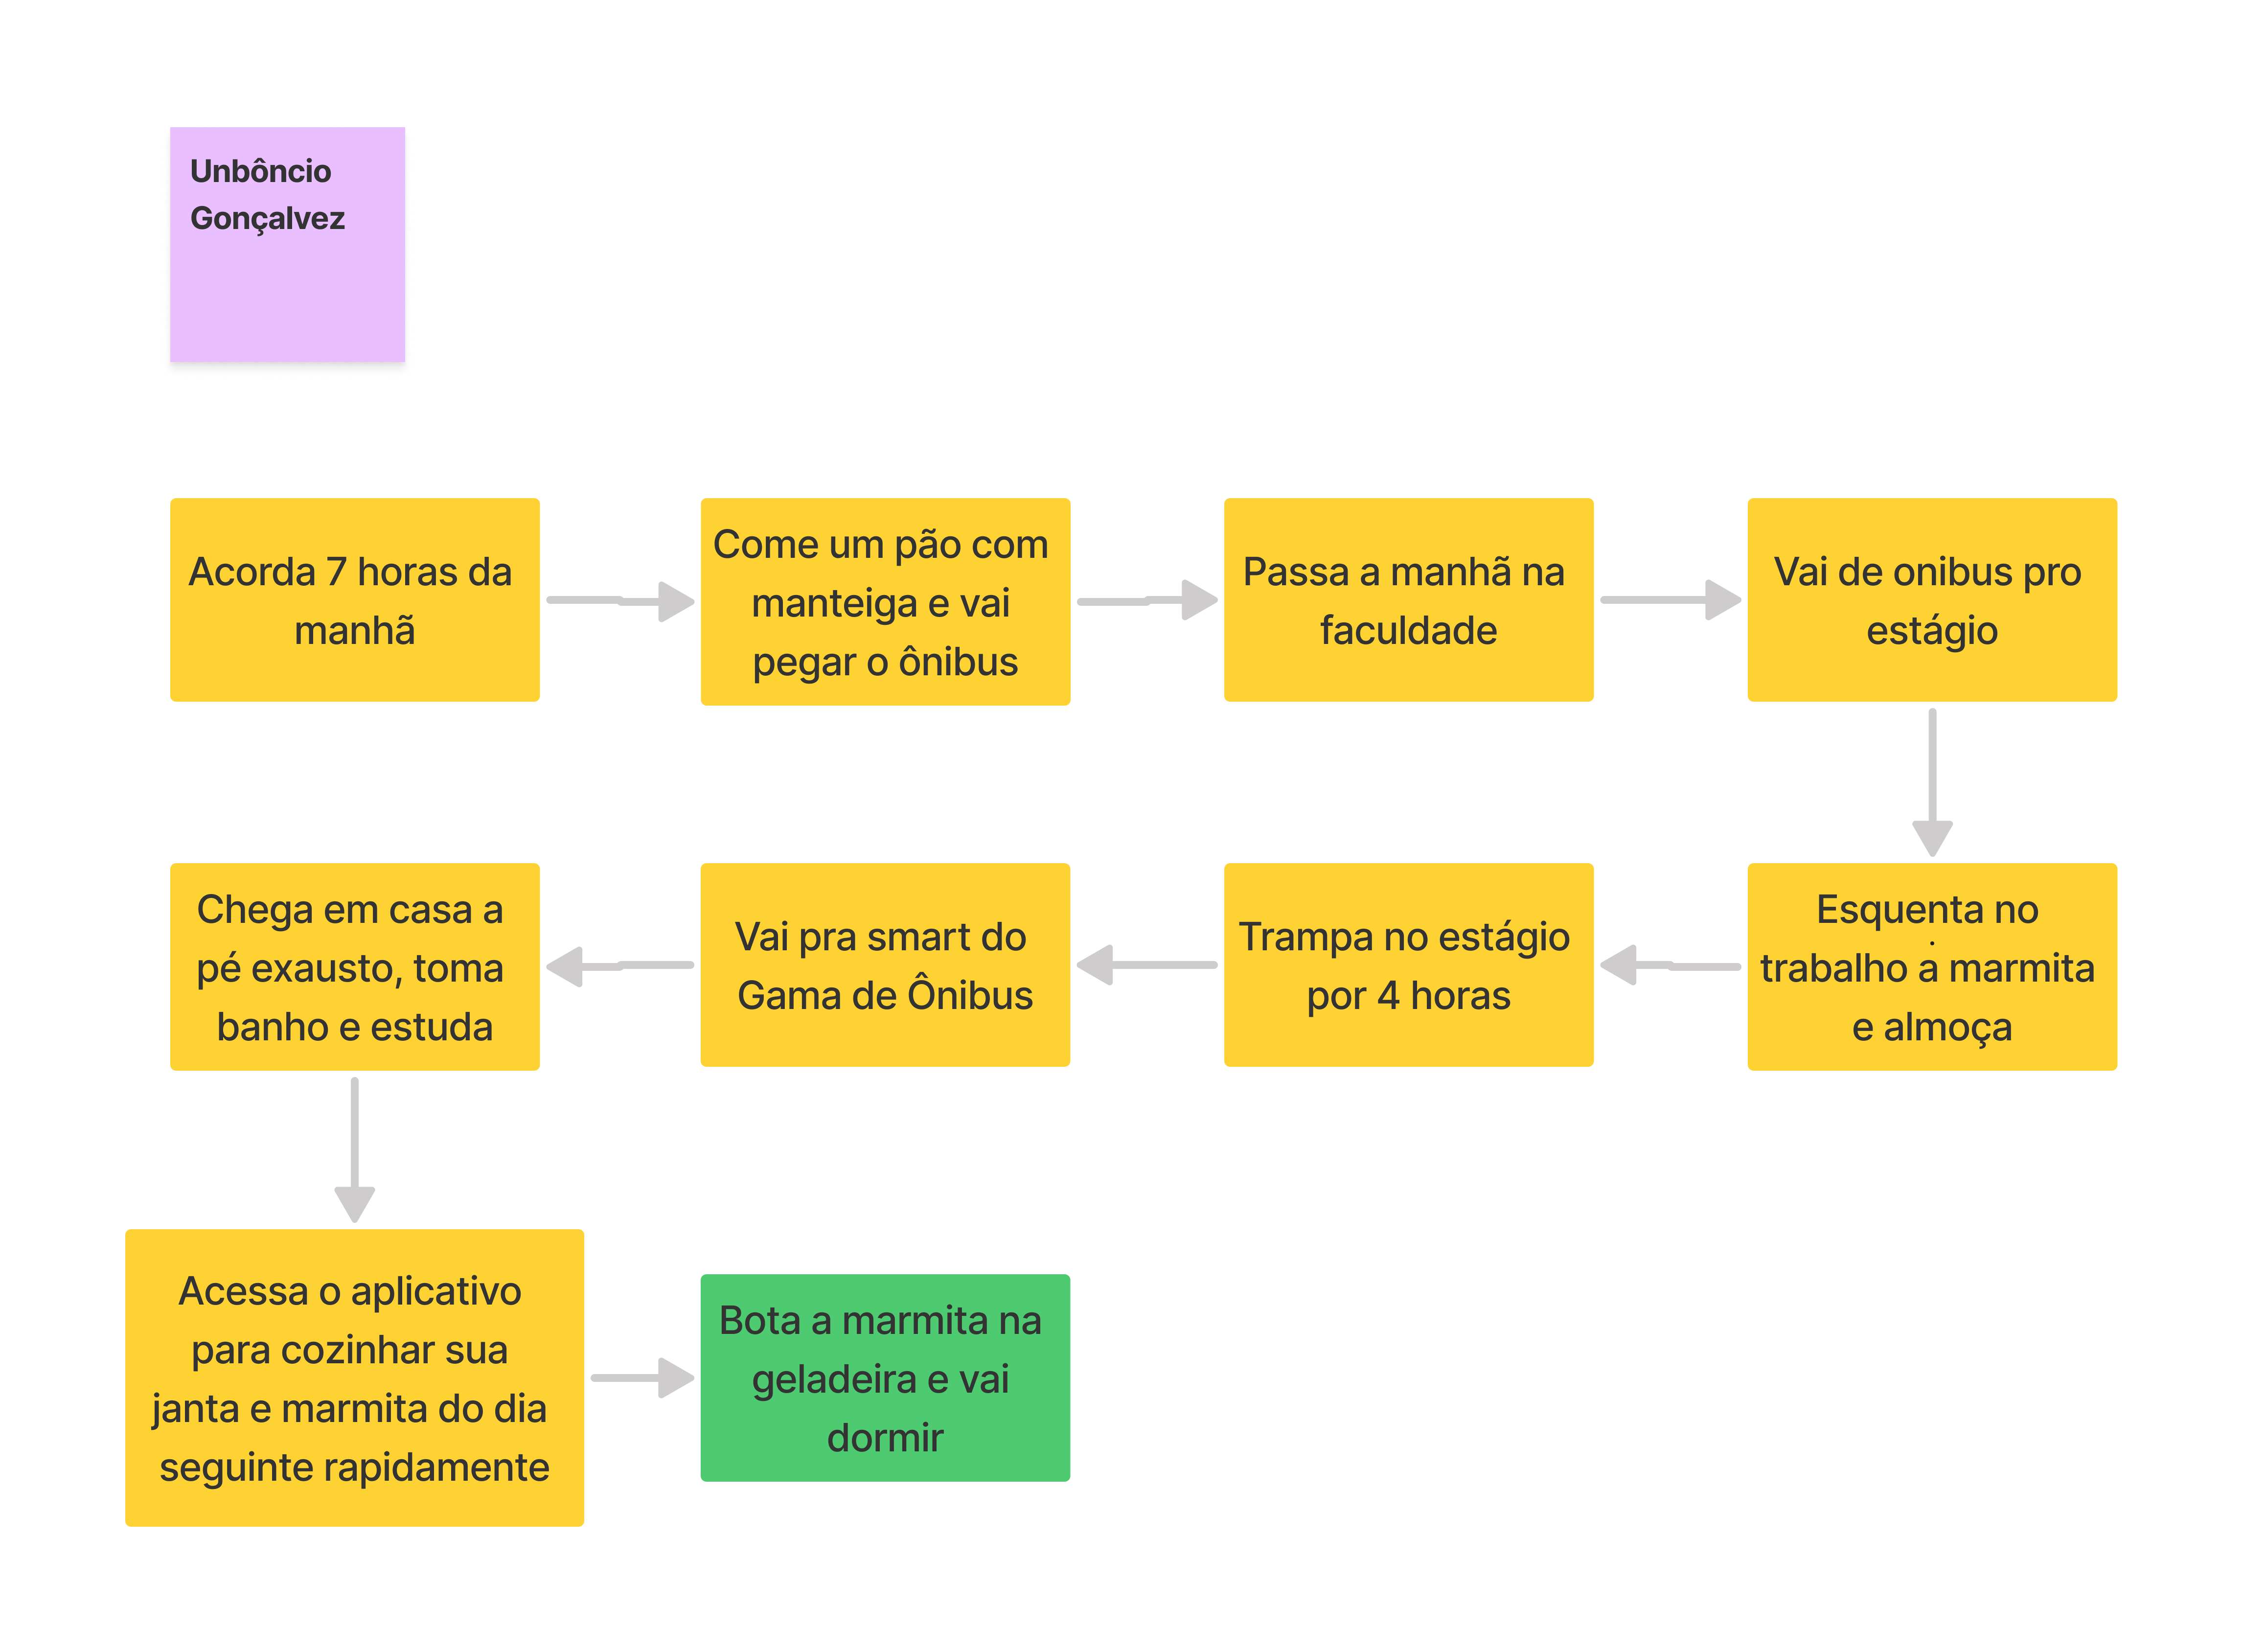 Unbôncio
Gonçalvez
Acorda 7 horas da
manhã
Come um pão com
manteiga e vai
pegar o ônibus
Passa a manhã na
faculdade
Vai de onibus pro
estágio
Esquenta no
trabalho a marmita
e almoça
Trampa no estágio
por 4 horas
Vai pra smart do
Gama de Ônibus
Chega em casa a
pé exausto, toma
banho e estuda
Acessa o aplicativo
para cozinhar sua
janta e marmita do dia
seguinte rapidamente
Bota a marmita na
geladeira e vai
dormir